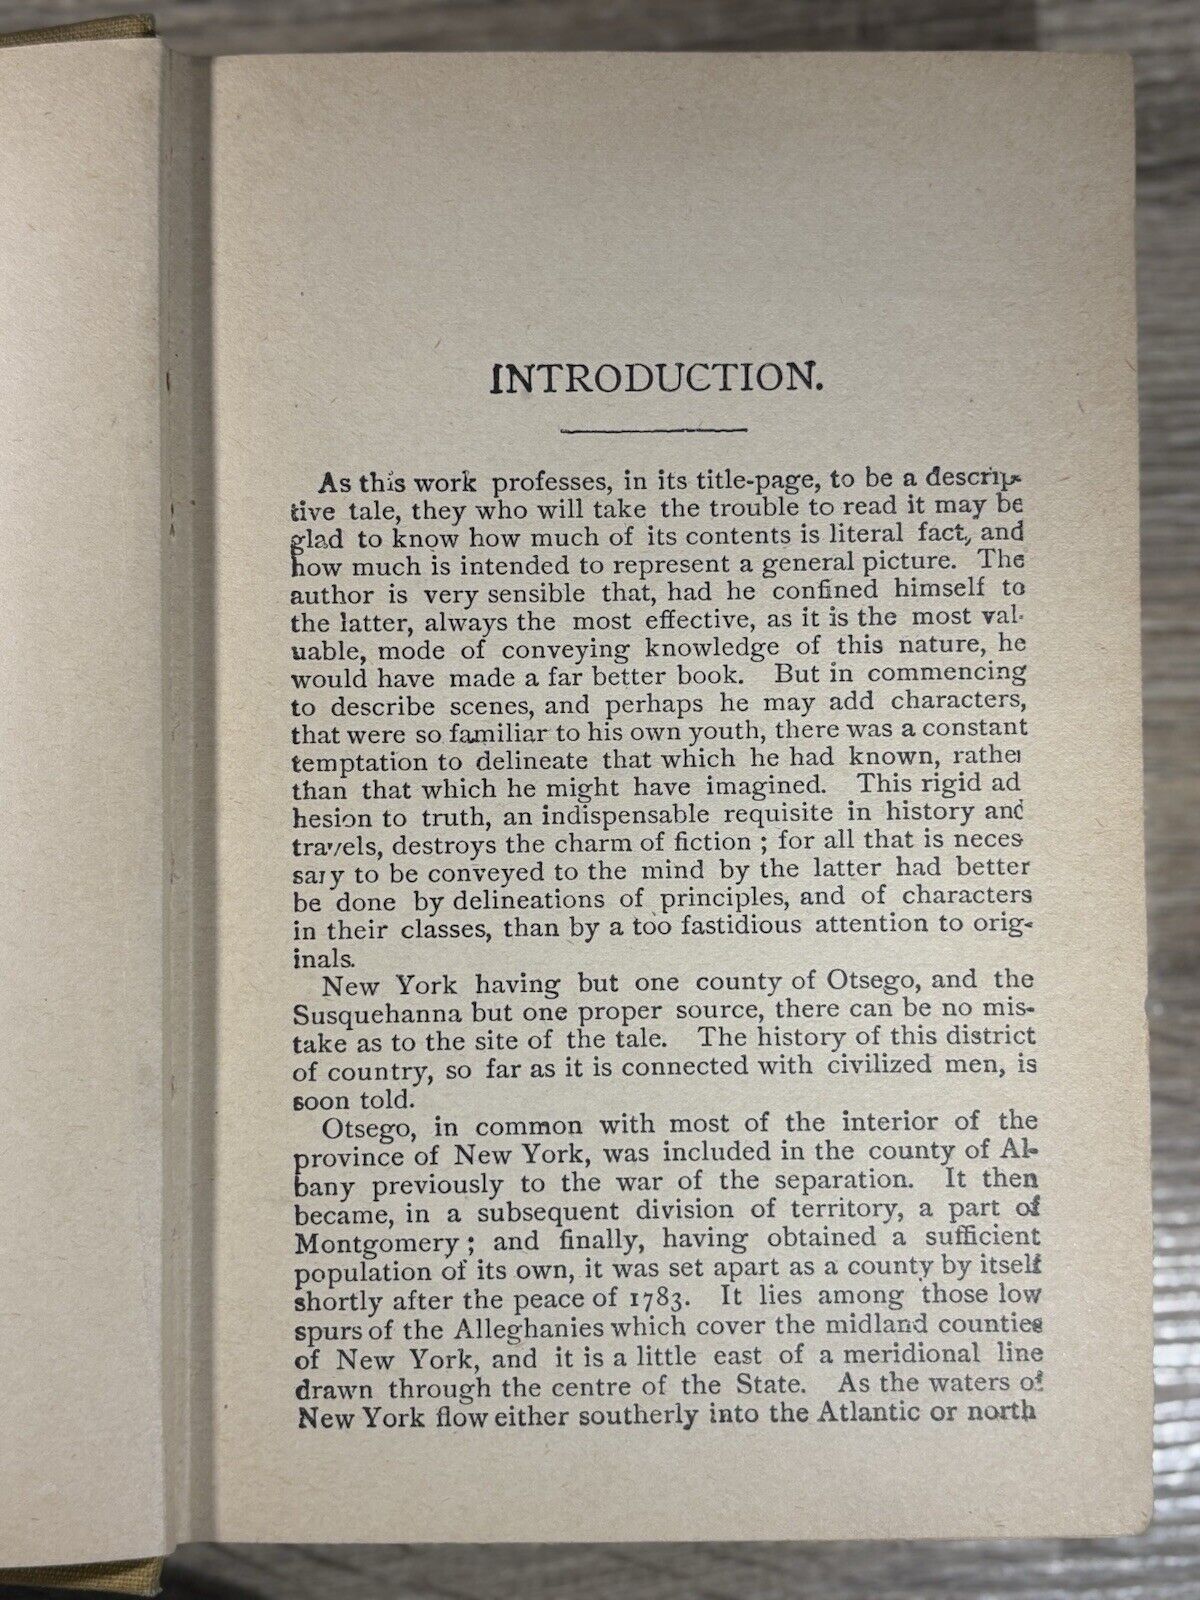 INTRODUCTION.
As this work professes, in its title-page, to be a descrip-
tive tale, they who will take the trouble to read it may be
glad to know how much of its contents is literal fact, and
how much is intended to represent a general picture. The
author is very sensible that, had he confined himself to
the latter, always the most effective, as it is the most val-
uable, mode of conveying knowledge of this nature, he
would have made a far better book. But in commencing
to describe scenes, and perhaps he may add characters,
that were so familiar to his own youth, there was a constant
temptation to delineate that which he had known, rather
than that which he might have imagined. This rigid ad
hesion to truth, an indispensable requisite in history and
travels, destroys the charm of fiction ; for all that is neces-
sary to be conveyed to the mind by the latter had better
be done by delineations of principles, and of characters
in their classes, than by a too fastidious attention to orig-
inals.
New York having but one county of Otsego, and the
Susquehanna but one proper source, there can be no mis-
take as to the site of the tale. The history of this district
of country, so far as it is connected with civilized men, is
soon told.
Otsego, in common with most of the interior of the
province of New York, was included in the county of Al-
bany previously to the war of the separation. It then
became, in a subsequent division of territory, a part of
Montgomery ; and finally, having obtained a sufficient
population of its own, it was set apart as a county by itself
shortly after the peace of 1783. It lies among those low
spurs of the Alleghanies which cover the midland counties
of New York, and it is a little east of a meridional line
drawn through the centre of the State. As the waters of
New York flow either southerly into the Atlantic or north